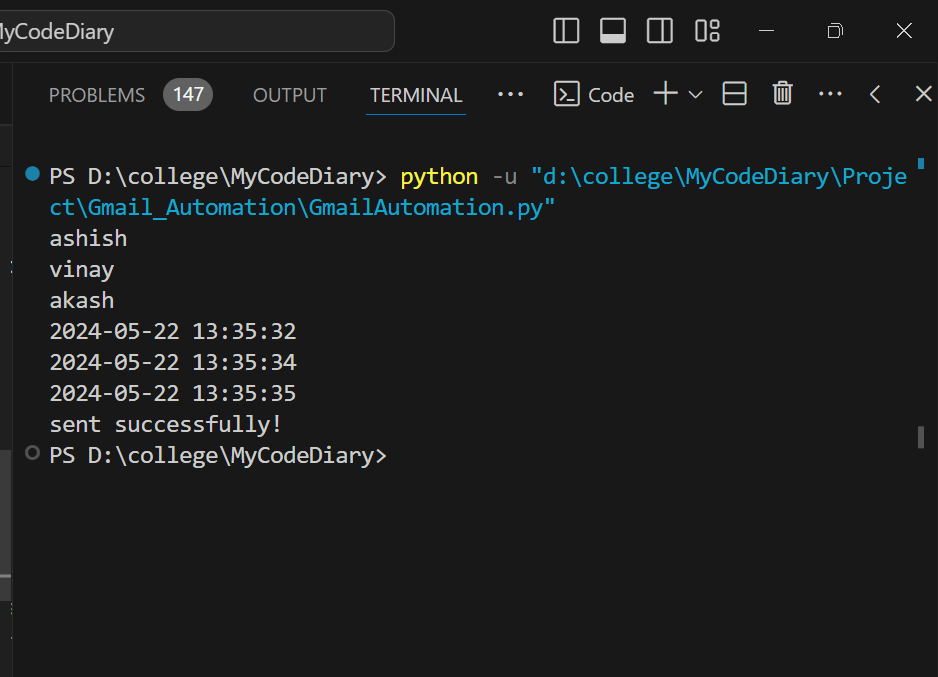 MyCodeDiary
PROBLEMS 147 OUTPUT TERMINAL ... Code
PS D:\college\MyCodeDiary> python -u "d:\college\MyCodeDiary\Proje
ct\Gmail_Automation\GmailAutomation.py"
ashish
vinay
akash
2024-05-22 13:35:32
2024-05-22 13:35:34
2024-05-22 13:35:35
sent successfully!
PS D:\college\MyCodeDiary>